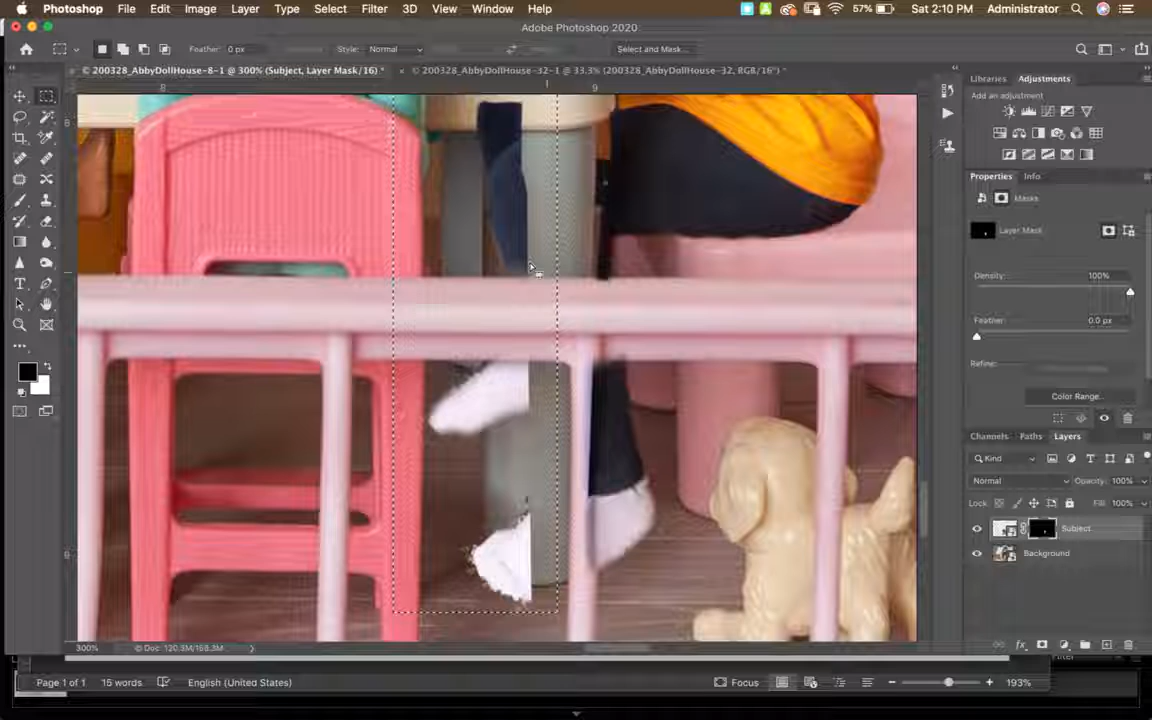 Photoshop File Edit Image Layer Type Select Filter 3D View Window Help 57% Sat 2:10 PM Administrator
Adobe Photoshop 2020
Feather: 0 px Style: Normal Select and Mask...
© 200328_AbbyDollHouse-8-1 @ 300% (Subject, Layer Mask/16) * × © 200328_AbbyDollHouse-32-1 @ 33.3% (200328_AbbyDollHouse-32, RGB/16*) *
8 9
Libraries Adjustments
Add an adjustment
Properties Info
Masks
Layer Mask
Density: 100%
Feather: 0.0 px
Refine:
Color Range...
Channels Paths Layers
Kind
Normal Opacity: 100%
Lock: Fill: 100%
Subject
Background
300% Doc: 120.3M/168.3M
Page 1 of 1 15 words English (United States) Focus 193%